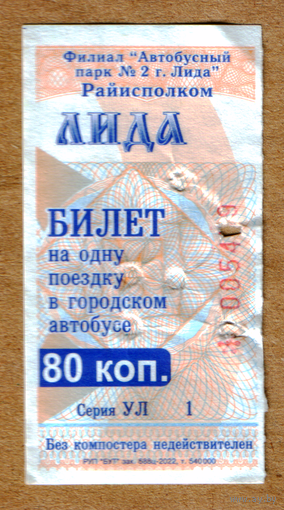 Филиал "Автобусный
парк № 2 г. Лида"
Райисполком
ЛИДА
БИЛЕТ
на одну
поездку
в городском
автобусе
80 коп.
Серия УЛ 1
Без компостера недействителен